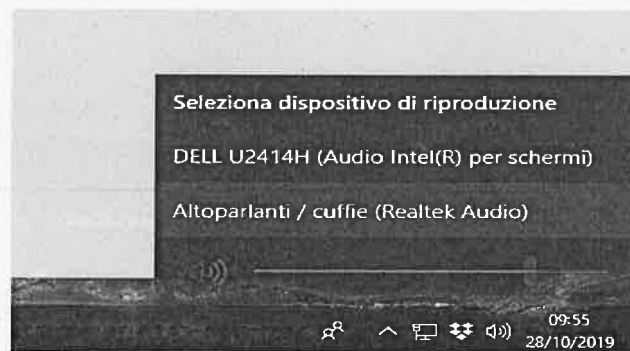 Seleziona dispositivo di riproduzione
DELL U2414H (Audio Intel(R) per schermi)
Altoparlanti / cuffie (Realtek Audio)
09:55
28/10/2019